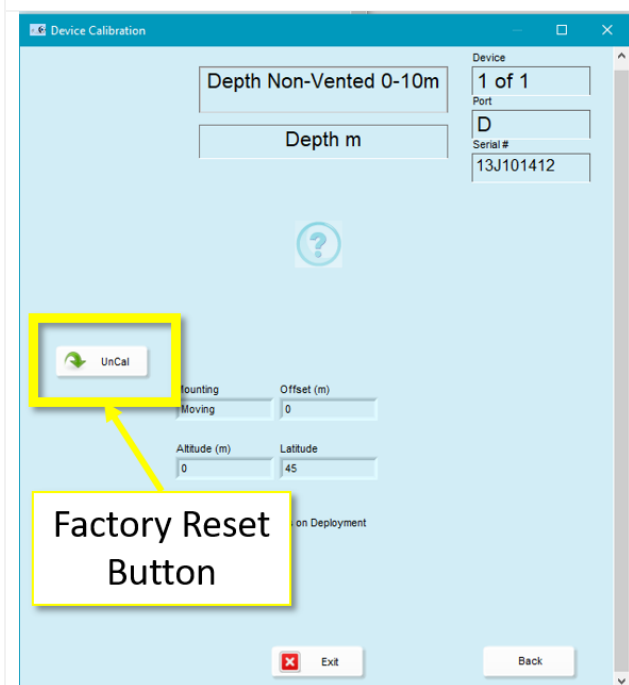 Device Calibration
Device
Depth Non-Vented 0-10m
1 of 1
Port
D
Depth m
Serial #
13J101412
?
UnCal
Mounting
Offset (m)
Moving
0
Altitude (m)
Latitude
0
45
on Deployment
Factory Reset
Button
Exit
Back